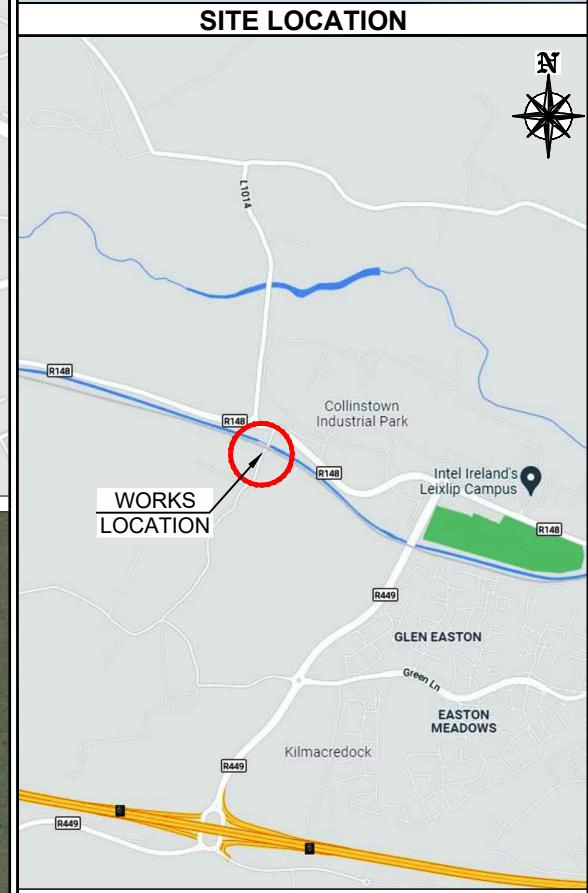 SITE LOCATION
N
L1014
R148
R148
Collinstown
Industrial Park
R148
Intel Ireland's
Leixlip Campus
WORKS
LOCATION
R148
R449
GLEN EASTON
Green Ln
EASTON
MEADOWS
Kilmacredock
R449
R449